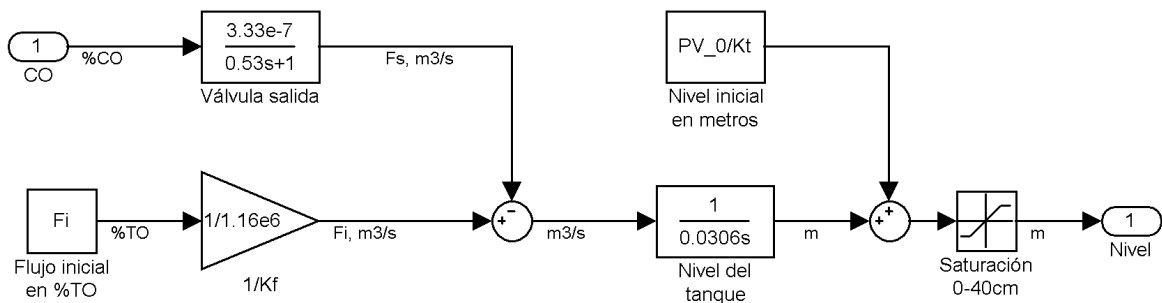 1
CO
%CO
3.33e-7
0.53s+1
Válvula salida
Fs, m3/s
PV_0/Kt
Nivel inicial
en metros
Fi
Flujo inicial
en %TO
%TO
1/1.16e6
1/Kf
Fi, m3/s
+
−
m3/s
1
0.0306s
Nivel del
tanque
m
+
+
Saturación
0-40cm
m
1
Nivel